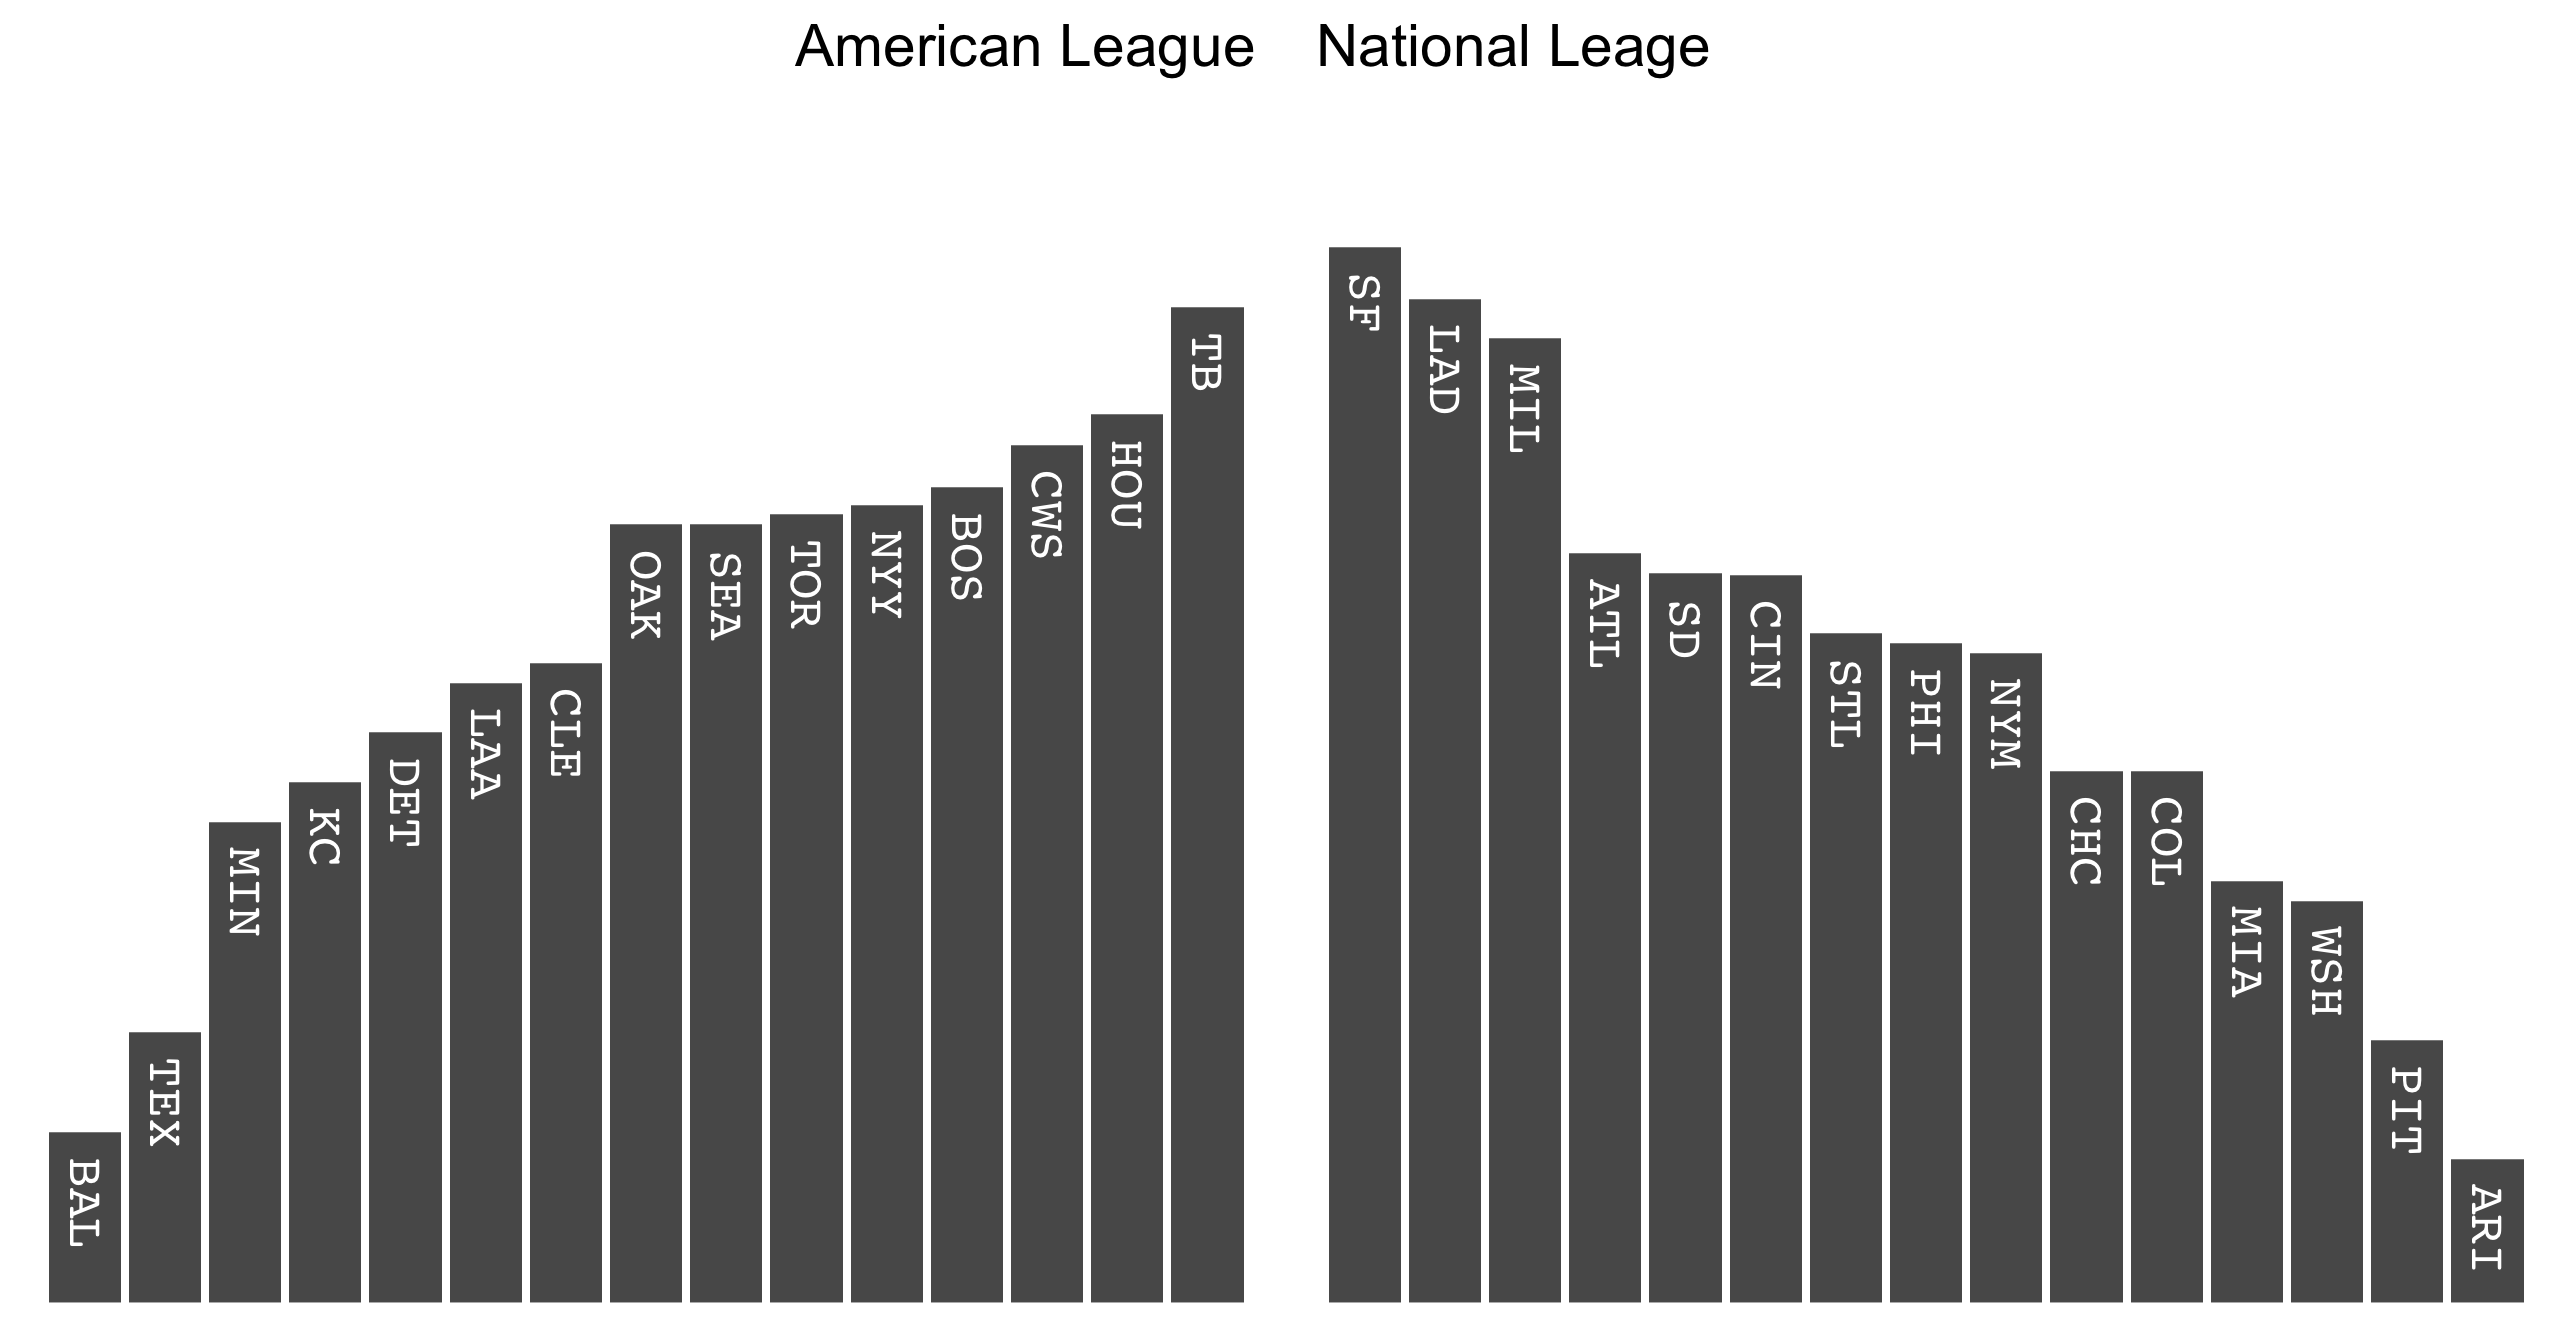 American League
National Leage
BAL
TEX
MIN
KC
DET
LAA
CLE
OAK
SEA
TOR
NYY
BOS
CWS
HOU
TB
SF
LAD
MIL
ATL
SD
CIN
STL
PHI
NYM
CHC
COL
MIA
WSH
PIT
ARI